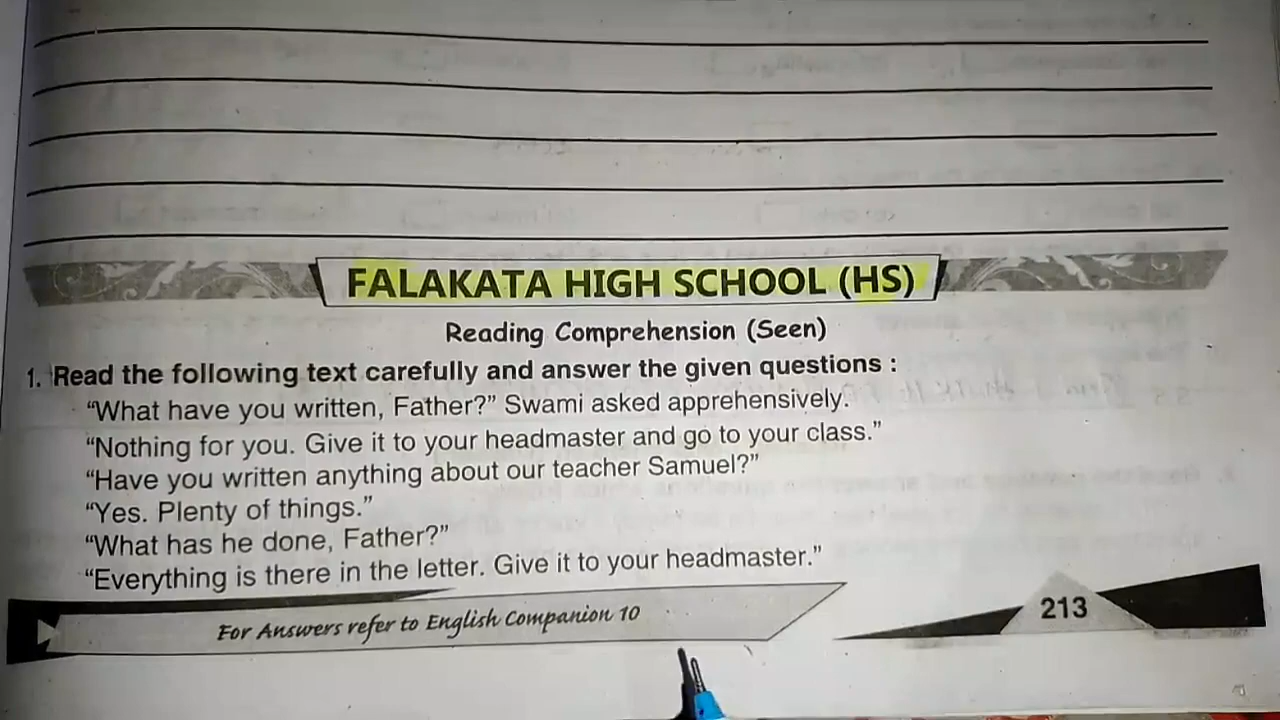 FALAKATA HIGH SCHOOL (HS)
Reading Comprehension (Seen)
1. Read the following text carefully and answer the given questions :
“What have you written, Father?” Swami asked apprehensively.
“Nothing for you. Give it to your headmaster and go to your class.”
“Have you written anything about our teacher Samuel?”
“Yes. Plenty of things.”
“What has he done, Father?”
“Everything is there in the letter. Give it to your headmaster.”
For Answers refer to English Companion 10
213